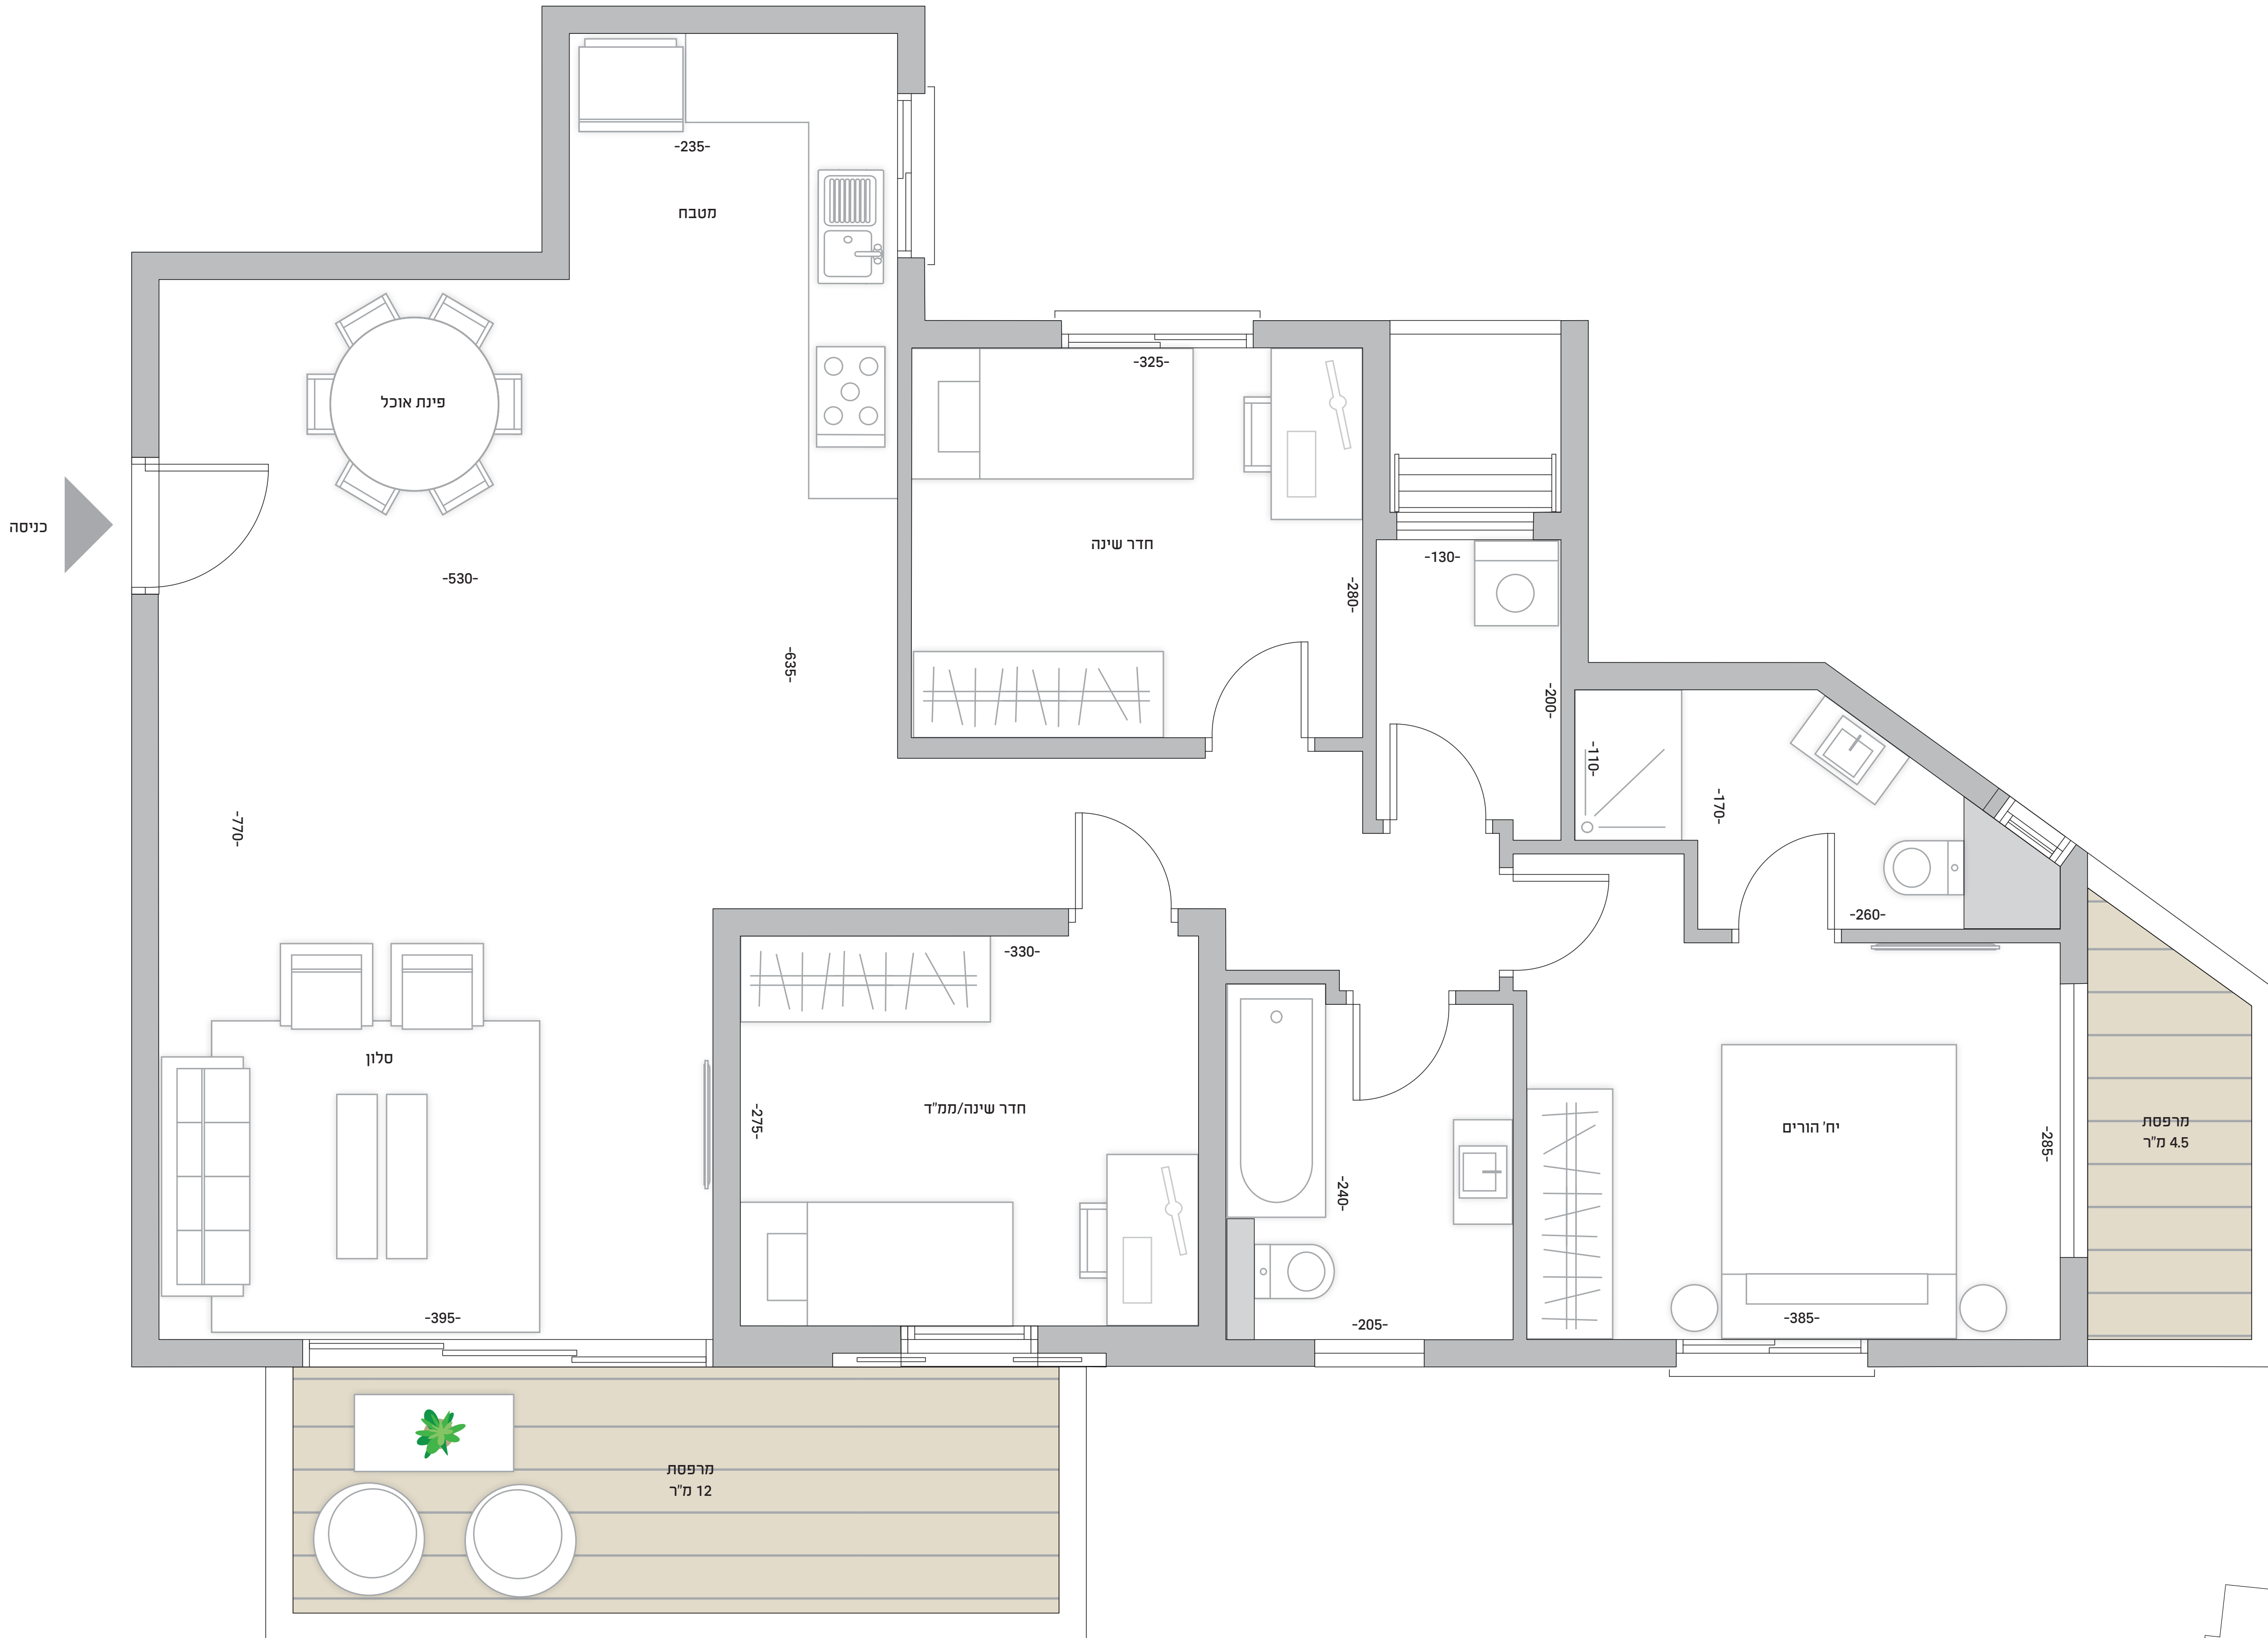 -235-
מטבח
-325-
פינת אוכל
כניסה
חדר שינה
-130-
-530-
-280-
-635-
-200-
-110-
-170-
-770-
-260-
-330-
סלון
חדר שינה/ממ"ד
-275-
יח' הורים
-285-
מרפסת
4.5 מ"ר
-240-
-395-
-205-
-385-
מרפסת
12 מ"ר